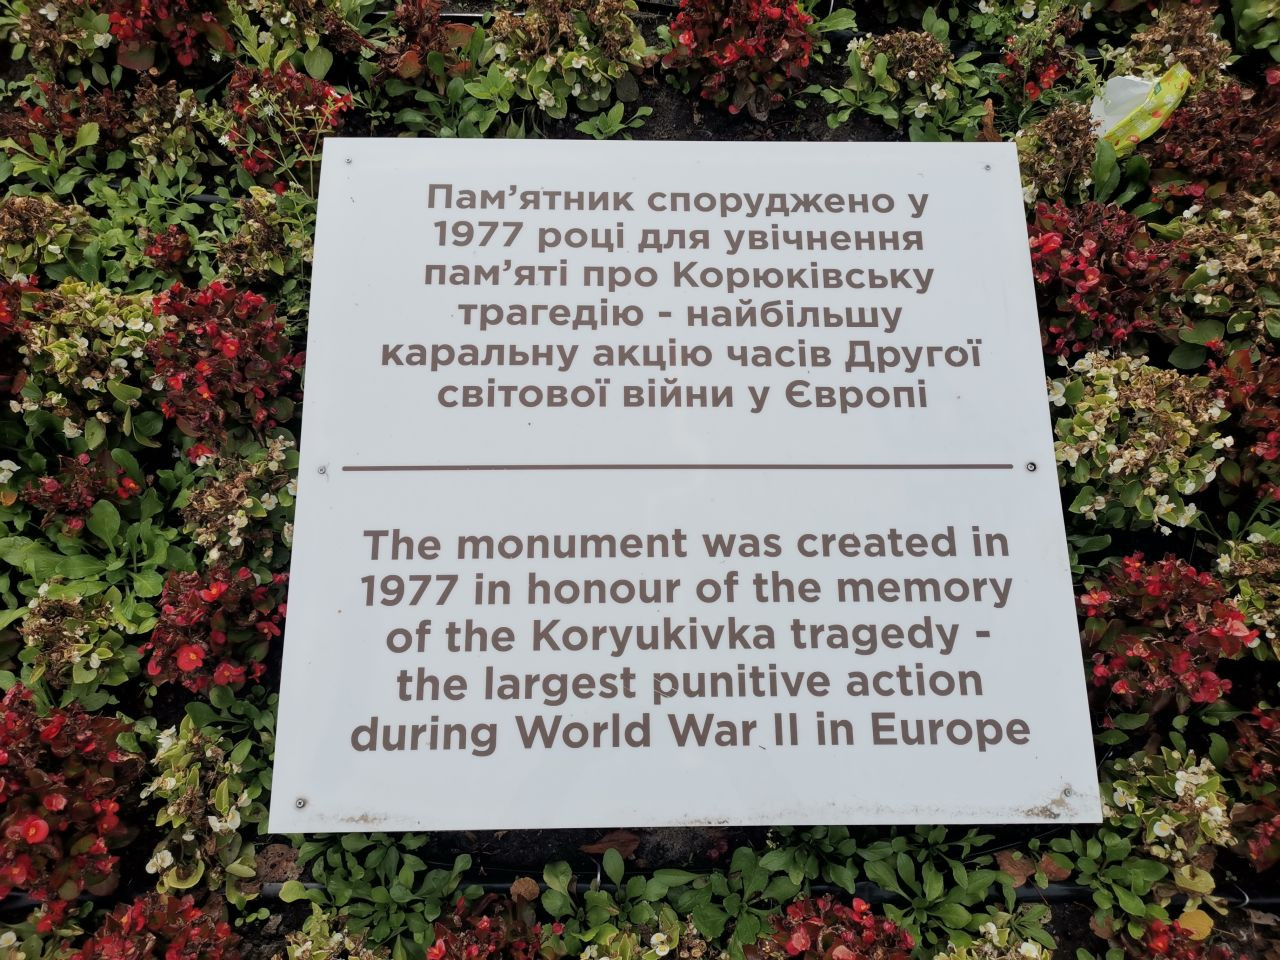 Пам’ятник споруджено у
1977 році для увічнення
пам’яті про Корюківську
трагедію - найбільшу
каральну акцію часів Другої
світової війни у Європі
The monument was created in
1977 in honour of the memory
of the Koryukivka tragedy -
the largest punitive action
during World War II in Europe